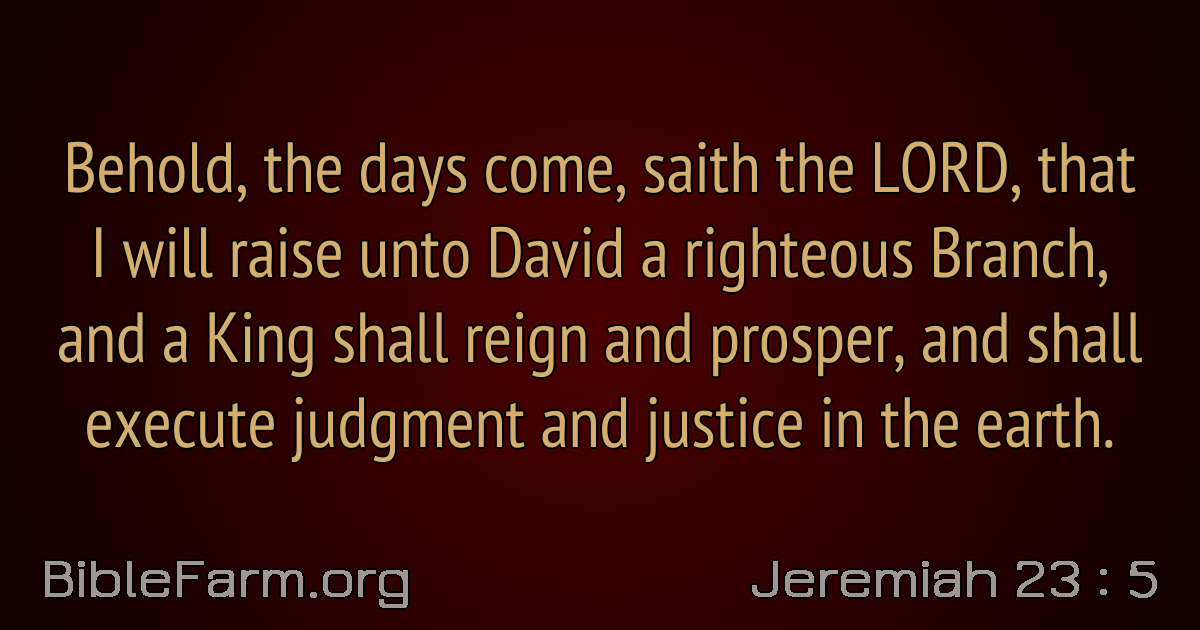 Behold, the days come, saith the LORD, that
I will raise unto David a righteous Branch,
and a King shall reign and prosper, and shall
execute judgment and justice in the earth.
BibleFarm.org
Jeremiah 23 : 5